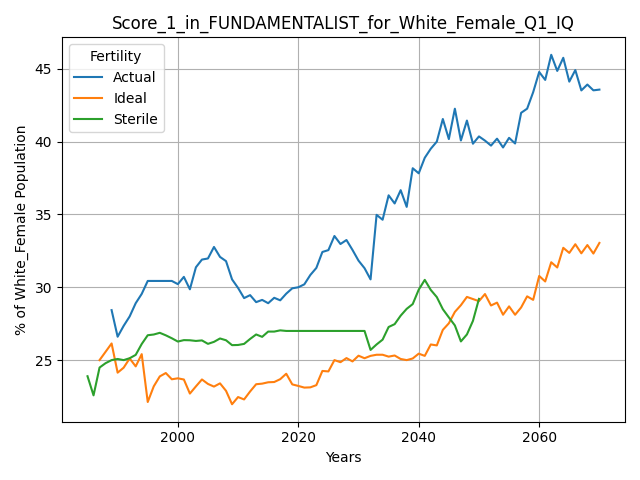 Score_1_in_FUNDAMENTALIST_for_White_Female_Q1_IQ
Fertility
Actual
Ideal
Sterile
% of White_Female Population
45
40
35
30
25
2000 2020 2040 2060
Years